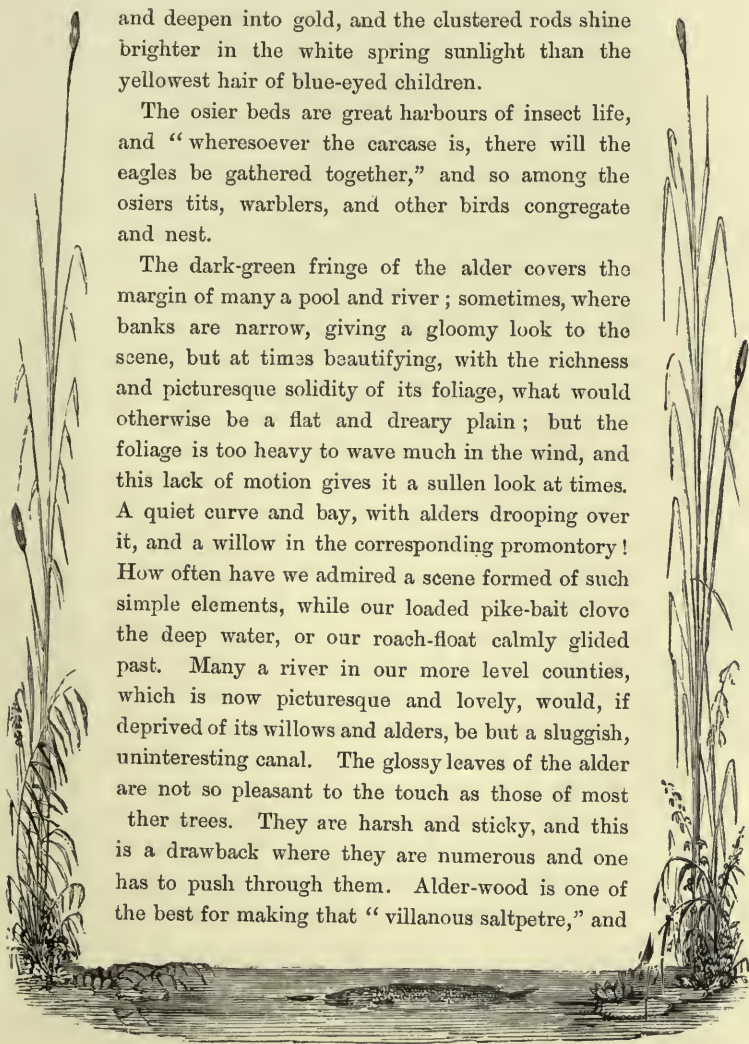 and deepen into gold, and the clustered rods shine
brighter in the white spring sunlight than the
yellowest hair of blue-eyed children.
The osier beds are great harbours of insect life,
and “ wheresoever the carcase is, there will the
eagles be gathered together,” and so among the
osiers tits, warblers, and other birds congregate
and nest.
The dark-green fringe of the alder covers the
margin of many a pool and river ; sometimes, where
banks are narrow, giving a gloomy look to the
scene, but at times beautifying, with the richness
and picturesque solidity of its foliage, what would
otherwise be a flat and dreary plain ; but the
foliage is too heavy to wave much in the wind, and
this lack of motion gives it a sullen look at times.
A quiet curve and bay, with alders drooping over
it, and a willow in the corresponding promontory !
How often have we admired a scene formed of such
simple elements, while our loaded pike-bait clove
the deep water, or our roach-float calmly glided
past. Many a river in our more level counties,
which is now picturesque and lovely, would, if
deprived of its willows and alders, be but a sluggish,
uninteresting canal. The glossy leaves of the alder
are not so pleasant to the touch as those of most
ther trees. They are harsh and sticky, and this
is a drawback where they are numerous and one
has to push through them. Alder-wood is one of
the best for making that “ villanous saltpetre,” and